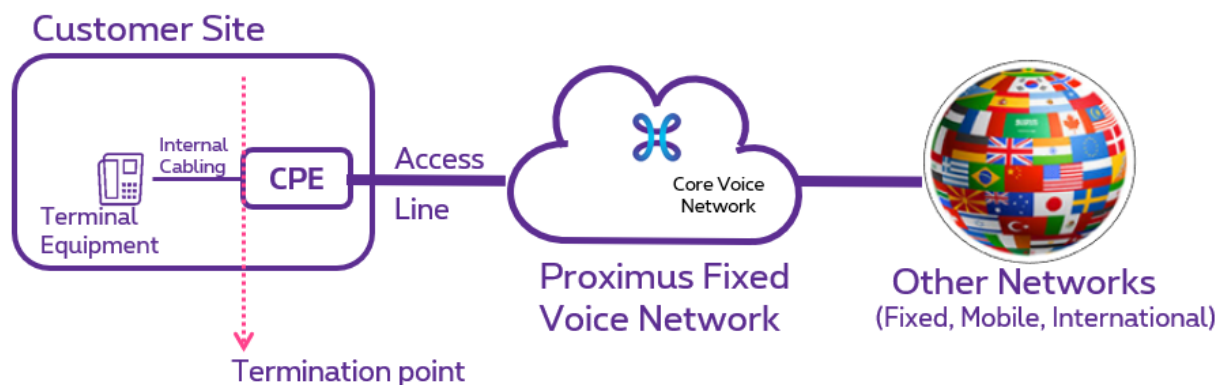 Customer Site
Internal
Cabling
CPE
Terminal
Equipment
Access
Line
Core Voice
Network
Proximus Fixed
Voice Network
Other Networks
(Fixed, Mobile, International)
Termination point